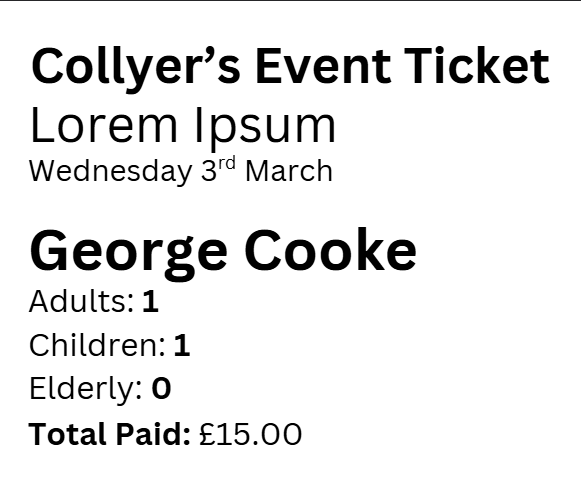 Collyer’s Event Ticket
Lorem Ipsum
Wednesday 3rd March
George Cooke
Adults: 1
Children: 1
Elderly: 0
Total Paid: £15.00